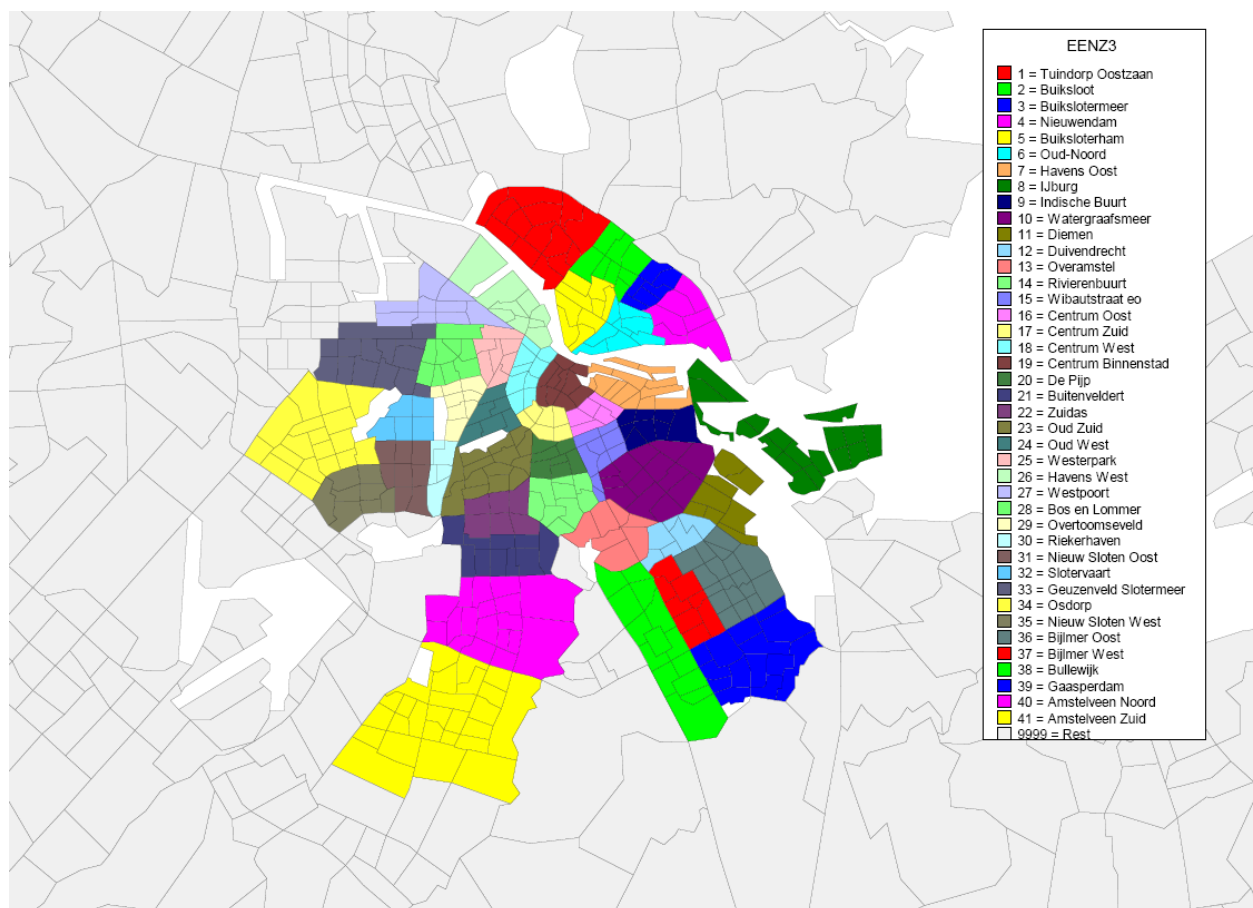 EENZ3
1 = Tuindorp Oostzaan
2 = Buiksloot
3 = Buikslotermeer
4 = Nieuwendam
5 = Buiksloterham
6 = Oud-Noord
7 = Havens Oost
8 = IJburg
9 = Indische Buurt
10 = Watergraafsmeer
11 = Diemen
12 = Duivendrecht
13 = Overamstel
14 = Rivierenbuurt
15 = Wibautstraat eo
16 = Centrum Oost
17 = Centrum Zuid
18 = Centrum West
19 = Centrum Binnenstad
20 = De Pijp
21 = Buitenveldert
22 = Zuidas
23 = Oud Zuid
24 = Oud West
25 = Westerpark
26 = Havens West
27 = Westpoort
28 = Bos en Lommer
29 = Overtoomseveld
30 = Riekerhaven
31 = Nieuw Sloten Oost
32 = Slotervaart
33 = Geuzenveld Slotermeer
34 = Osdorp
35 = Nieuw Sloten West
36 = Bijlmer Oost
37 = Bijlmer West
38 = Bullewijk
39 = Gaasperdam
40 = Amstelveen Noord
41 = Amstelveen Zuid
9999 = Rest